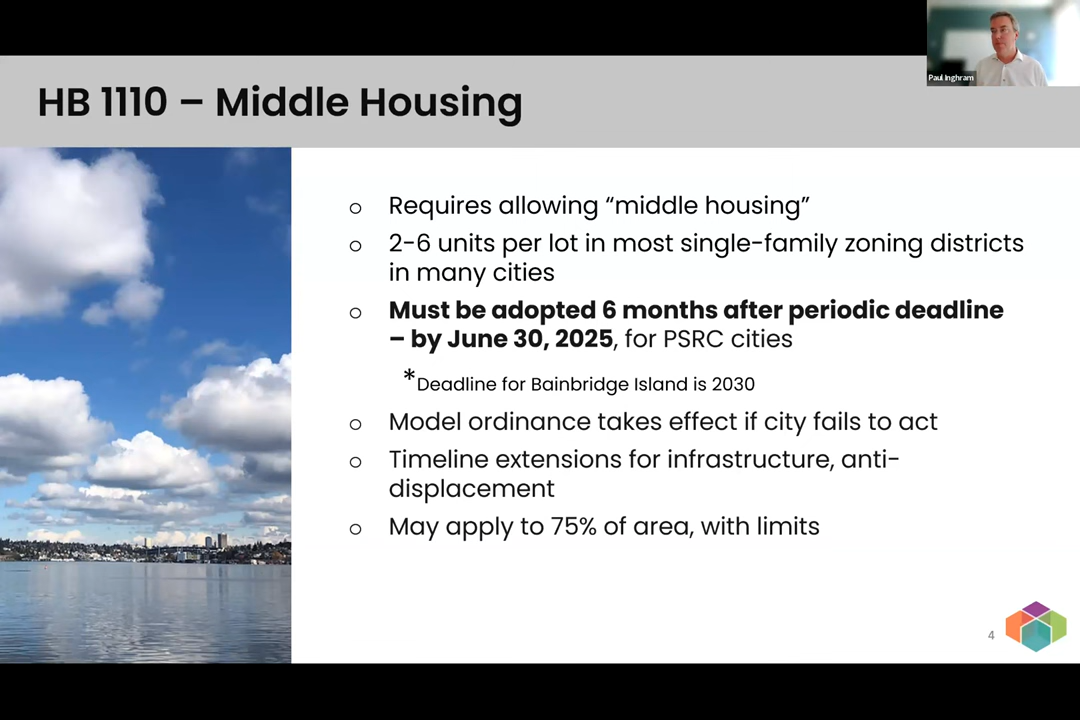 Paul Inghram
HB 1110 – Middle Housing
o Requires allowing “middle housing”
o 2-6 units per lot in most single-family zoning districts
in many cities
o Must be adopted 6 months after periodic deadline
– by June 30, 2025, for PSRC cities
*Deadline for Bainbridge Island is 2030
o Model ordinance takes effect if city fails to act
o Timeline extensions for infrastructure, anti-
displacement
o May apply to 75% of area, with limits
4